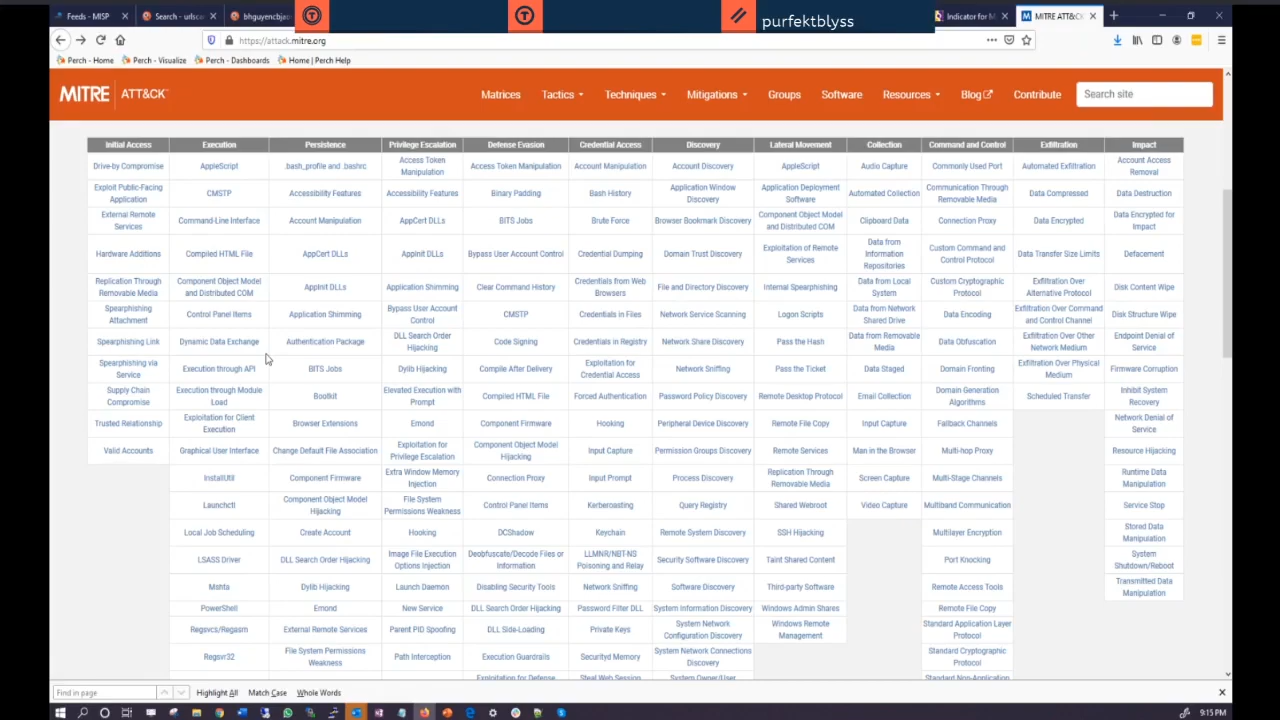 Feeds - MISP
Search - urlsca
bhguyencbjao
purfektblyss
Indicator for M
MITRE ATT&CK
https://attack.mitre.org
Perch - Home
Perch - Visualize
Perch - Dashboards
Home | Perch Help
MITRE | ATT&CK™
Matrices
Tactics
Techniques
Mitigations
Groups
Software
Resources
Blog
Contribute
Search site
Initial Access
Drive-by Compromise
Exploit Public-Facing
Application
External Remote
Services
Hardware Additions
Replication Through
Removable Media
Spearphishing
Attachment
Spearphishing Link
Spearphishing via
Service
Supply Chain
Compromise
Trusted Relationship
Valid Accounts
Execution
AppleScript
CMSTP
Command-Line Interface
Compiled HTML File
Component Object Model
and Distributed COM
Control Panel Items
Dynamic Data Exchange
Execution through API
Execution through Module
Load
Exploitation for Client
Execution
Graphical User Interface
InstallUtil
Launchctl
Local Job Scheduling
LSASS Driver
Mshta
PowerShell
Regsvcs/Regasm
Regsvr32
Persistence
.bash_profile and .bashrc
Accessibility Features
Account Manipulation
AppCert DLLs
AppInit DLLs
Application Shimming
Authentication Package
BITS Jobs
Bootkit
Browser Extensions
Change Default File Association
Component Firmware
Component Object Model
Hijacking
Create Account
DLL Search Order Hijacking
Dylib Hijacking
Emond
External Remote Services
File System Permissions
Weakness
Privilege Escalation
Access Token
Manipulation
Accessibility Features
AppCert DLLs
AppInit DLLs
Application Shimming
Bypass User Account
Control
DLL Search Order
Hijacking
Dylib Hijacking
Elevated Execution with
Prompt
Emond
Exploitation for
Privilege Escalation
Extra Window Memory
Injection
File System
Permissions Weakness
Hooking
Image File Execution
Options Injection
Launch Daemon
New Service
Parent PID Spoofing
Path Interception
Defense Evasion
Access Token Manipulation
Binary Padding
BITS Jobs
Bypass User Account Control
Clear Command History
CMSTP
Code Signing
Compile After Delivery
Compiled HTML File
Component Firmware
Component Object Model
Hijacking
Connection Proxy
Control Panel Items
DCShadow
Deobfuscate/Decode Files or
Information
Disabling Security Tools
DLL Search Order Hijacking
DLL Side-Loading
Execution Guardrails
Exploitation for Defense
Credential Access
Account Manipulation
Bash History
Brute Force
Credential Dumping
Credentials from Web
Browsers
Credentials in Files
Credentials in Registry
Exploitation for
Credential Access
Forced Authentication
Hooking
Input Capture
Input Prompt
Kerberoasting
Keychain
LLMNR/NBT-NS
Poisoning and Relay
Network Sniffing
Password Filter DLL
Private Keys
Securityd Memory
Steal Web Session
Discovery
Account Discovery
Application Window
Discovery
Browser Bookmark Discovery
Domain Trust Discovery
File and Directory Discovery
Network Service Scanning
Network Share Discovery
Network Sniffing
Password Policy Discovery
Peripheral Device Discovery
Permission Groups Discovery
Process Discovery
Query Registry
Remote System Discovery
Security Software Discovery
Software Discovery
System Information Discovery
System Network
Configuration Discovery
System Network Connections
Discovery
System Owner/User
Lateral Movement
AppleScript
Application Deployment
Software
Component Object Model
and Distributed COM
Exploitation of Remote
Services
Internal Spearphishing
Logon Scripts
Pass the Hash
Pass the Ticket
Remote Desktop Protocol
Remote File Copy
Remote Services
Replication Through
Removable Media
Shared Webroot
SSH Hijacking
Taint Shared Content
Third-party Software
Windows Admin Shares
Windows Remote
Management
Collection
Audio Capture
Automated Collection
Clipboard Data
Data from
Information
Repositories
Data from Local
System
Data from Network
Shared Drive
Data from Removable
Media
Data Staged
Email Collection
Input Capture
Man in the Browser
Screen Capture
Video Capture
Command and Control
Commonly Used Port
Communication Through
Removable Media
Connection Proxy
Custom Command and
Control Protocol
Custom Cryptographic
Protocol
Data Encoding
Data Obfuscation
Domain Fronting
Domain Generation
Algorithms
Fallback Channels
Multi-hop Proxy
Multi-Stage Channels
Multiband Communication
Multilayer Encryption
Port Knocking
Remote Access Tools
Remote File Copy
Standard Application Layer
Protocol
Standard Cryptographic
Protocol
Standard Non-Application
Exfiltration
Automated Exfiltration
Data Compressed
Data Encrypted
Data Transfer Size Limits
Exfiltration Over
Alternative Protocol
Exfiltration Over Command
and Control Channel
Exfiltration Over Other
Network Medium
Exfiltration Over Physical
Medium
Scheduled Transfer
Impact
Account Access
Removal
Data Destruction
Data Encrypted for
Impact
Defacement
Disk Content Wipe
Disk Structure Wipe
Endpoint Denial of
Service
Firmware Corruption
Inhibit System
Recovery
Network Denial of
Service
Resource Hijacking
Runtime Data
Manipulation
Service Stop
Stored Data
Manipulation
System
Shutdown/Reboot
Transmitted Data
Manipulation
Find in page
Highlight All
Match Case
Whole Words
9:15 PM